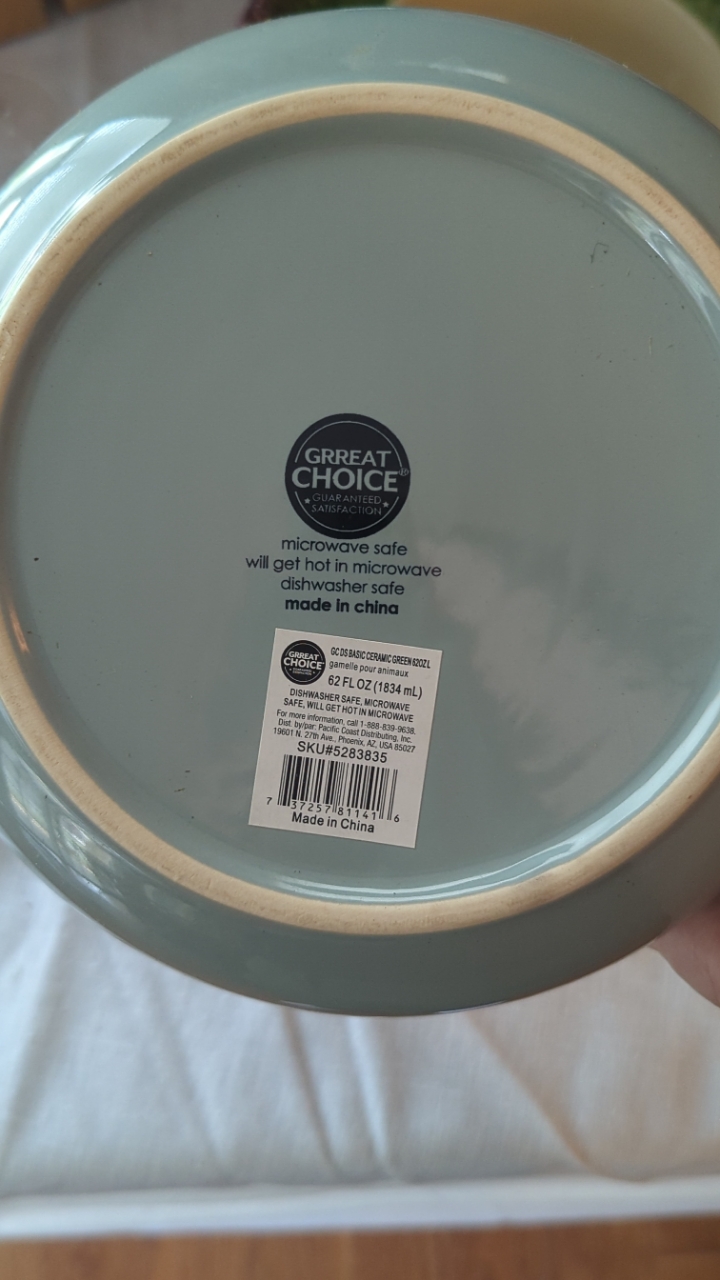 GRREAT
CHOICE®
GUARANTEED
SATISFACTION
microwave safe
will get hot in microwave
dishwasher safe
made in china
GRREAT
CHOICE
GC DS BASIC CERAMIC GREEN 62OZ L
gamelle pour animaux
62 FL OZ (1834 mL)
DISHWASHER SAFE, MICROWAVE
SAFE, WILL GET HOT IN MICROWAVE
For more information, call 1-888-839-9638.
Dist. by/par: Pacific Coast Distributing, Inc.
19601 N. 27th Ave., Phoenix, AZ, USA 85027
SKU#5283835
7 37257 81141 6
Made in China